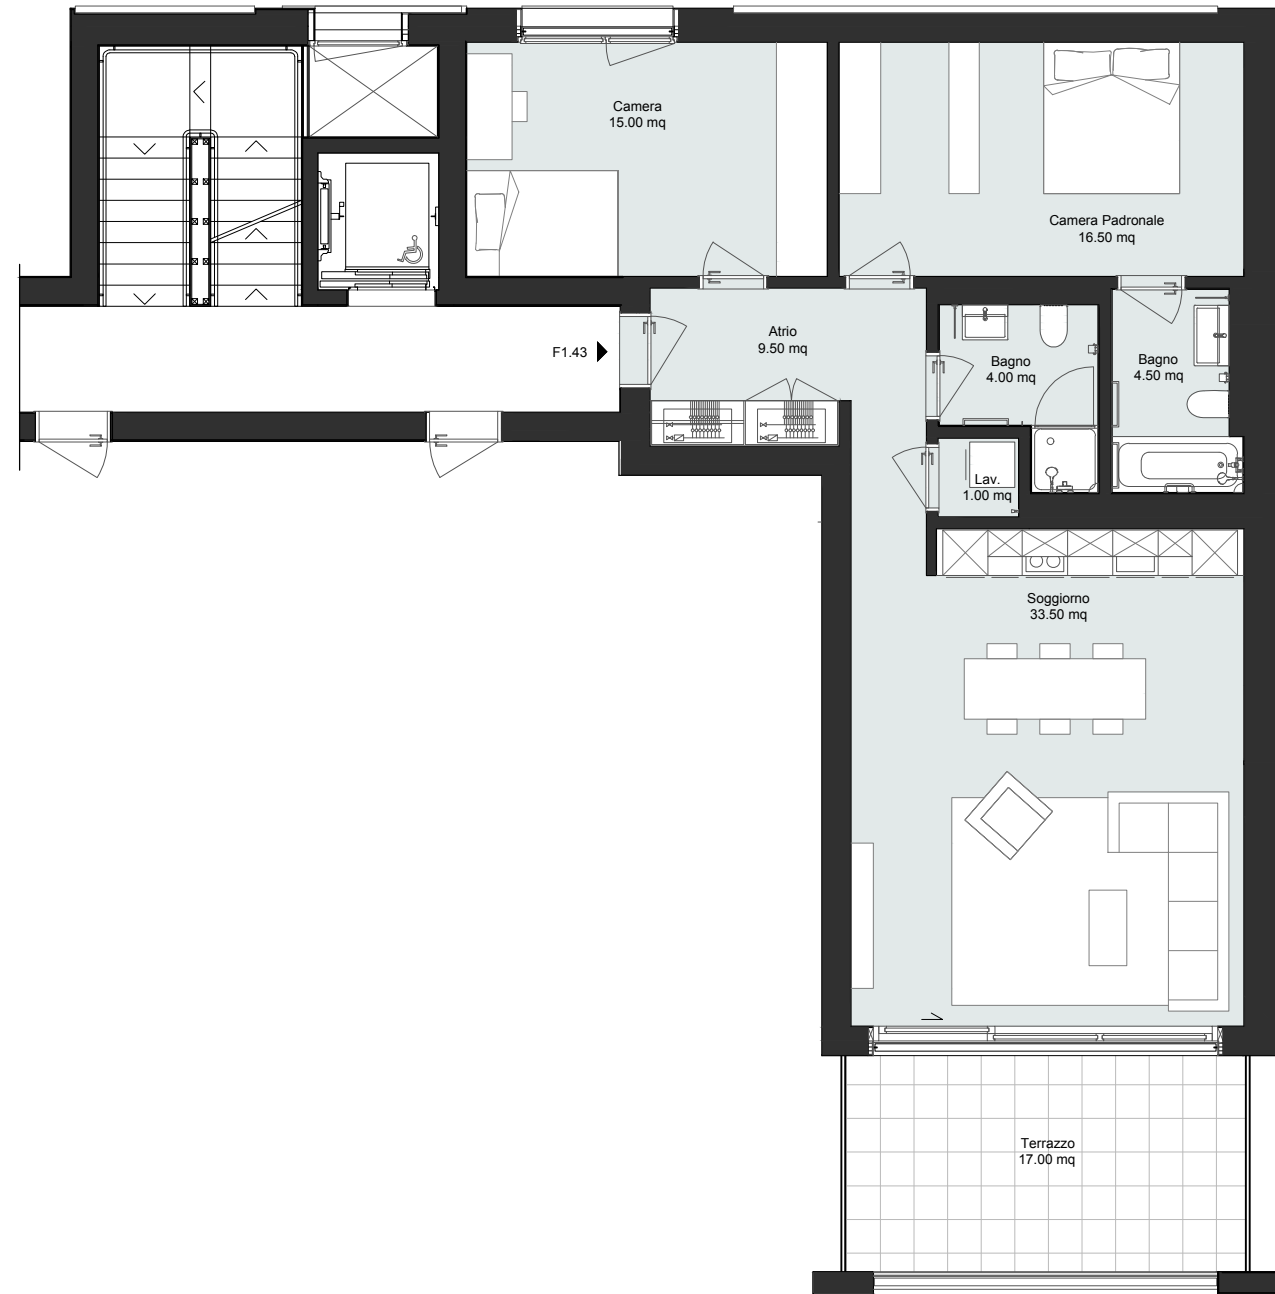 Camera
15.00 mq
Camera Padronale
16.50 mq
Atrio
9.50 mq
F1.43
Bagno
4.00 mq
Bagno
4.50 mq
Lav.
1.00 mq
Soggiorno
33.50 mq
Terrazzo
17.00 mq